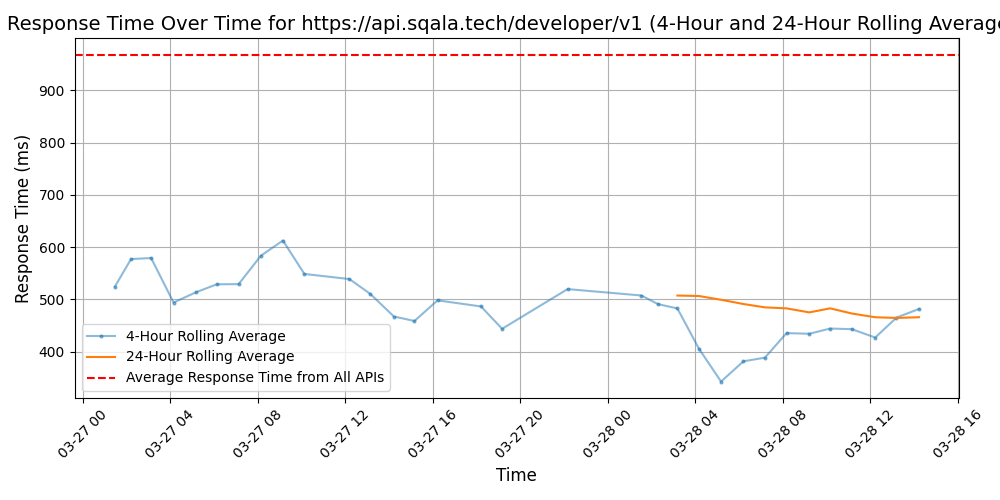 Response Time Over Time for https://api.sqala.tech/developer/v1 (4-Hour and 24-Hour Rolling Average
Response Time (ms)
900
800
700
600
500
400
4-Hour Rolling Average
24-Hour Rolling Average
Average Response Time from All APIs
03-27 00
03-27 04
03-27 08
03-27 12
03-27 16
03-27 20
03-28 00
03-28 04
03-28 08
03-28 12
03-28 16
Time